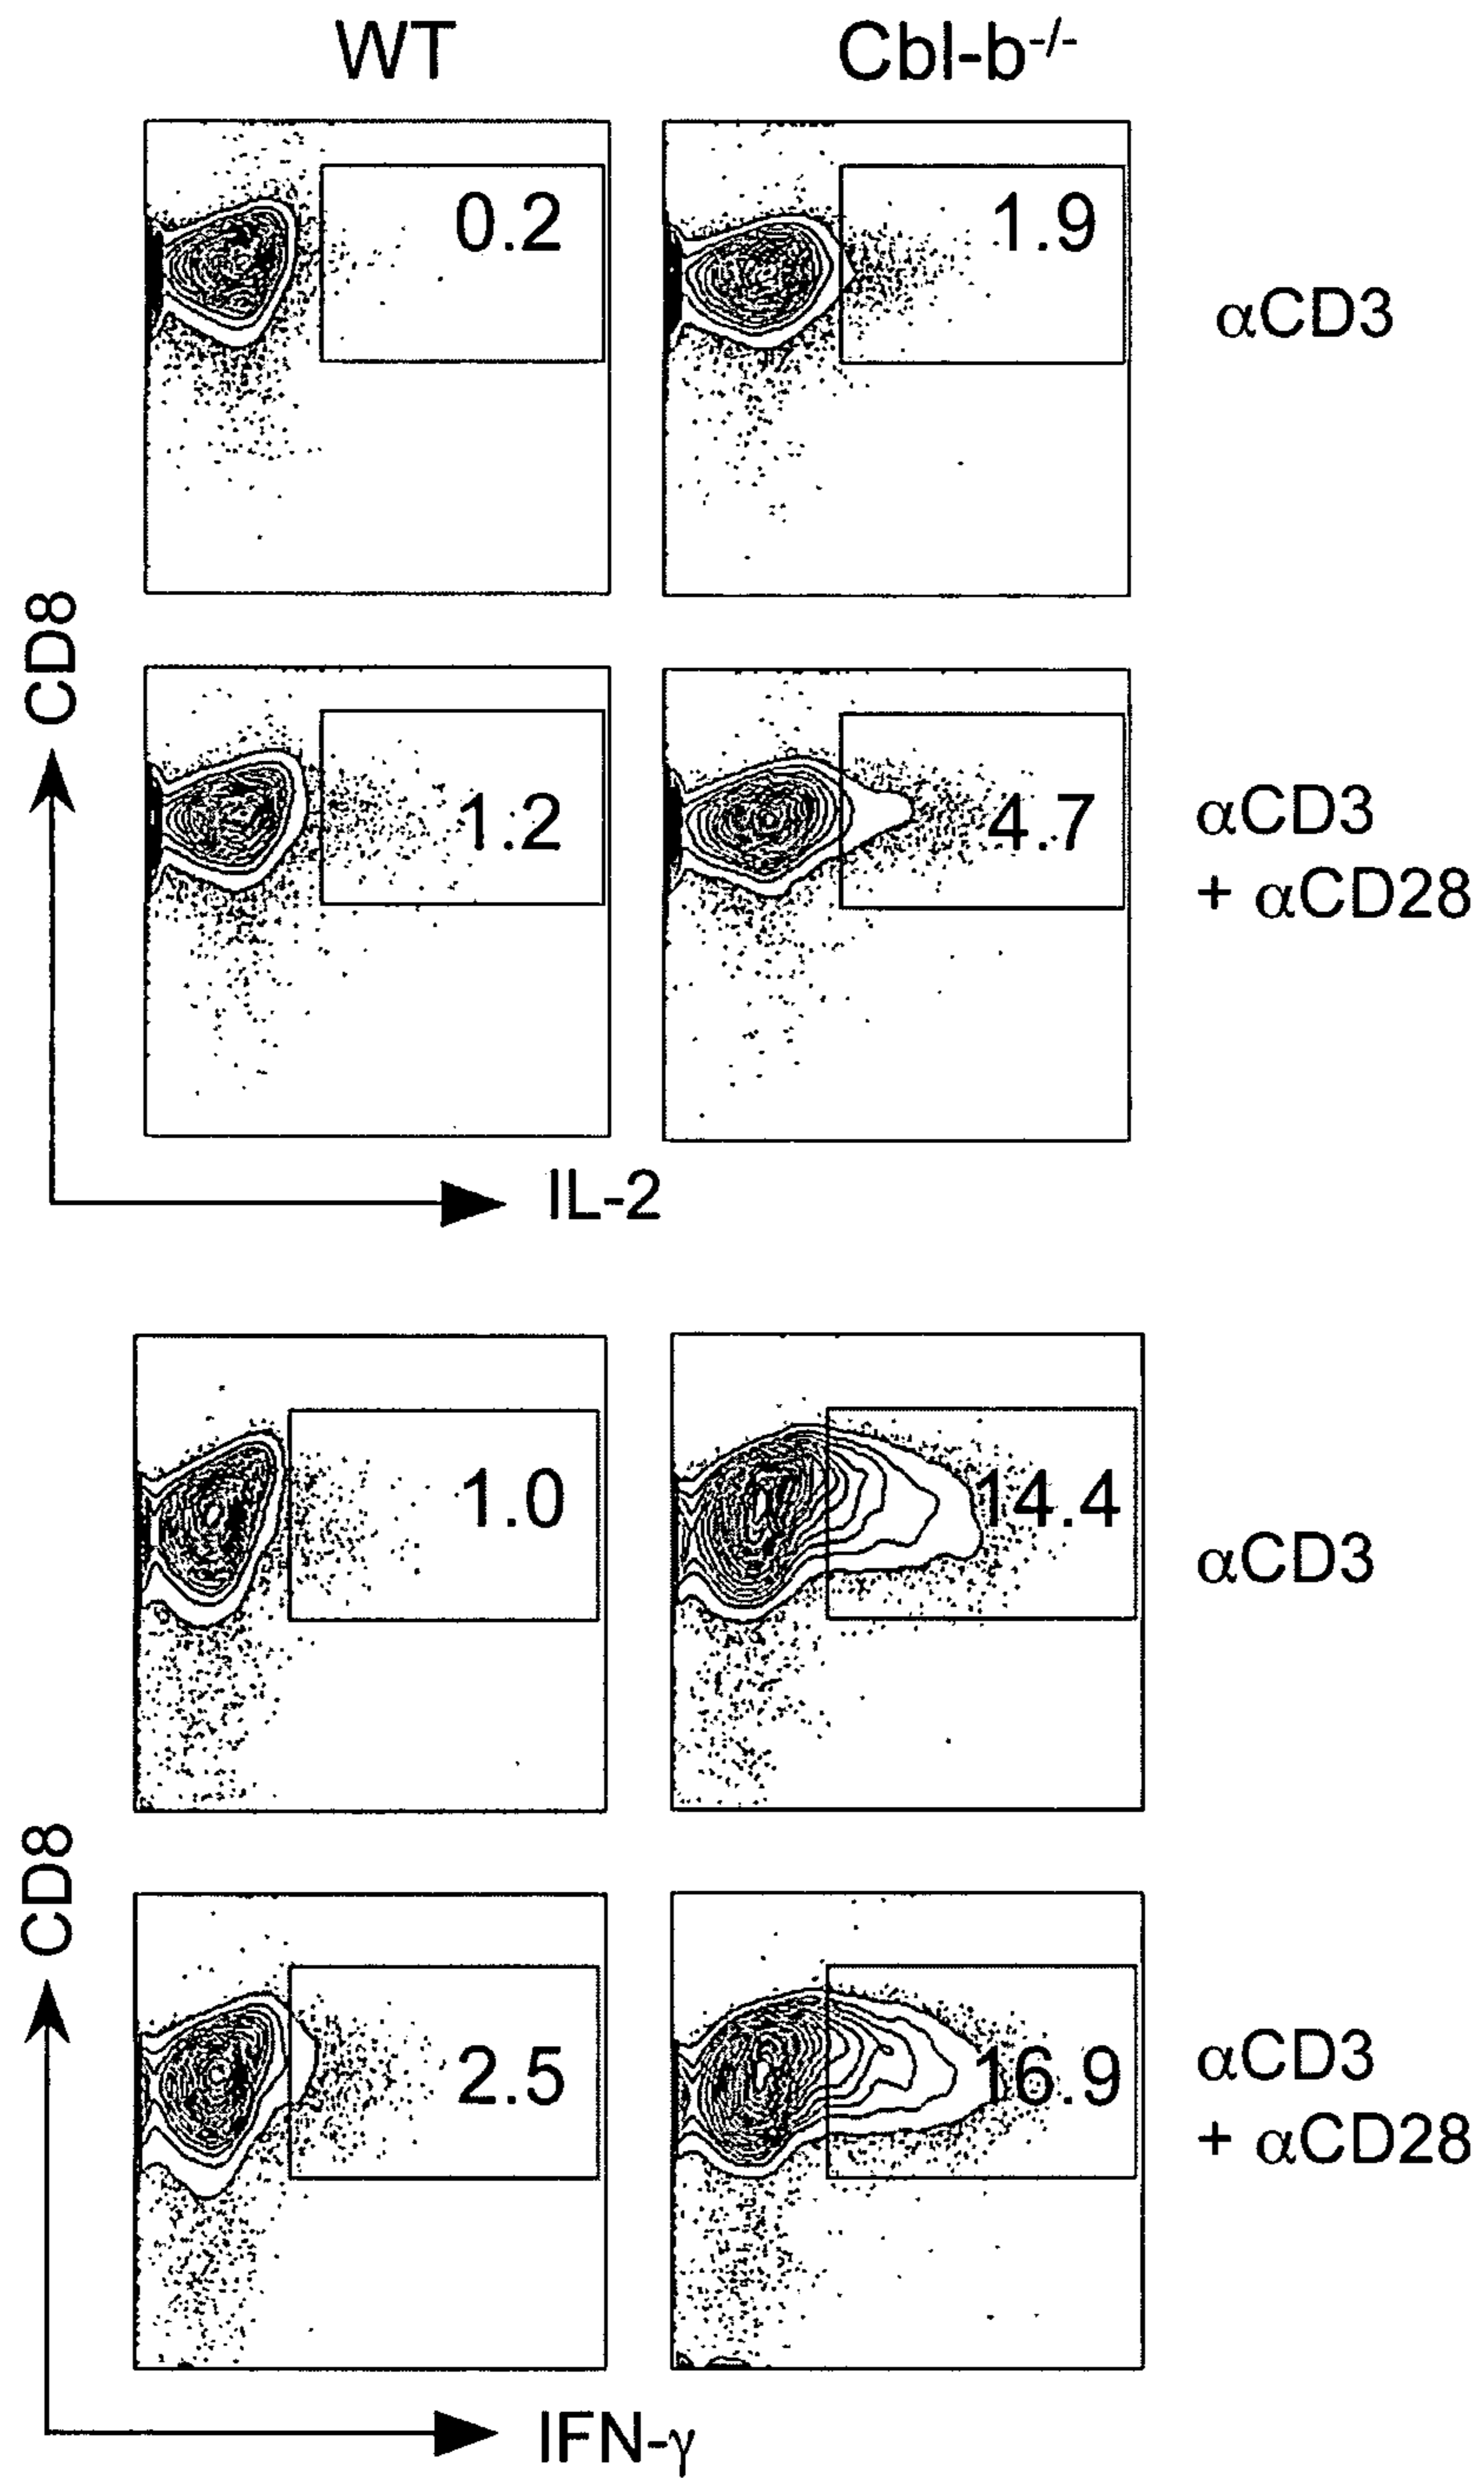 WT Cbl-b-/-
0.2 1.9
αCD3
CD8
1.2 4.7
αCD3
+ αCD28
IL-2
1.0 14.4
αCD3
CD8
2.5 16.9
αCD3
+ αCD28
IFN-γ